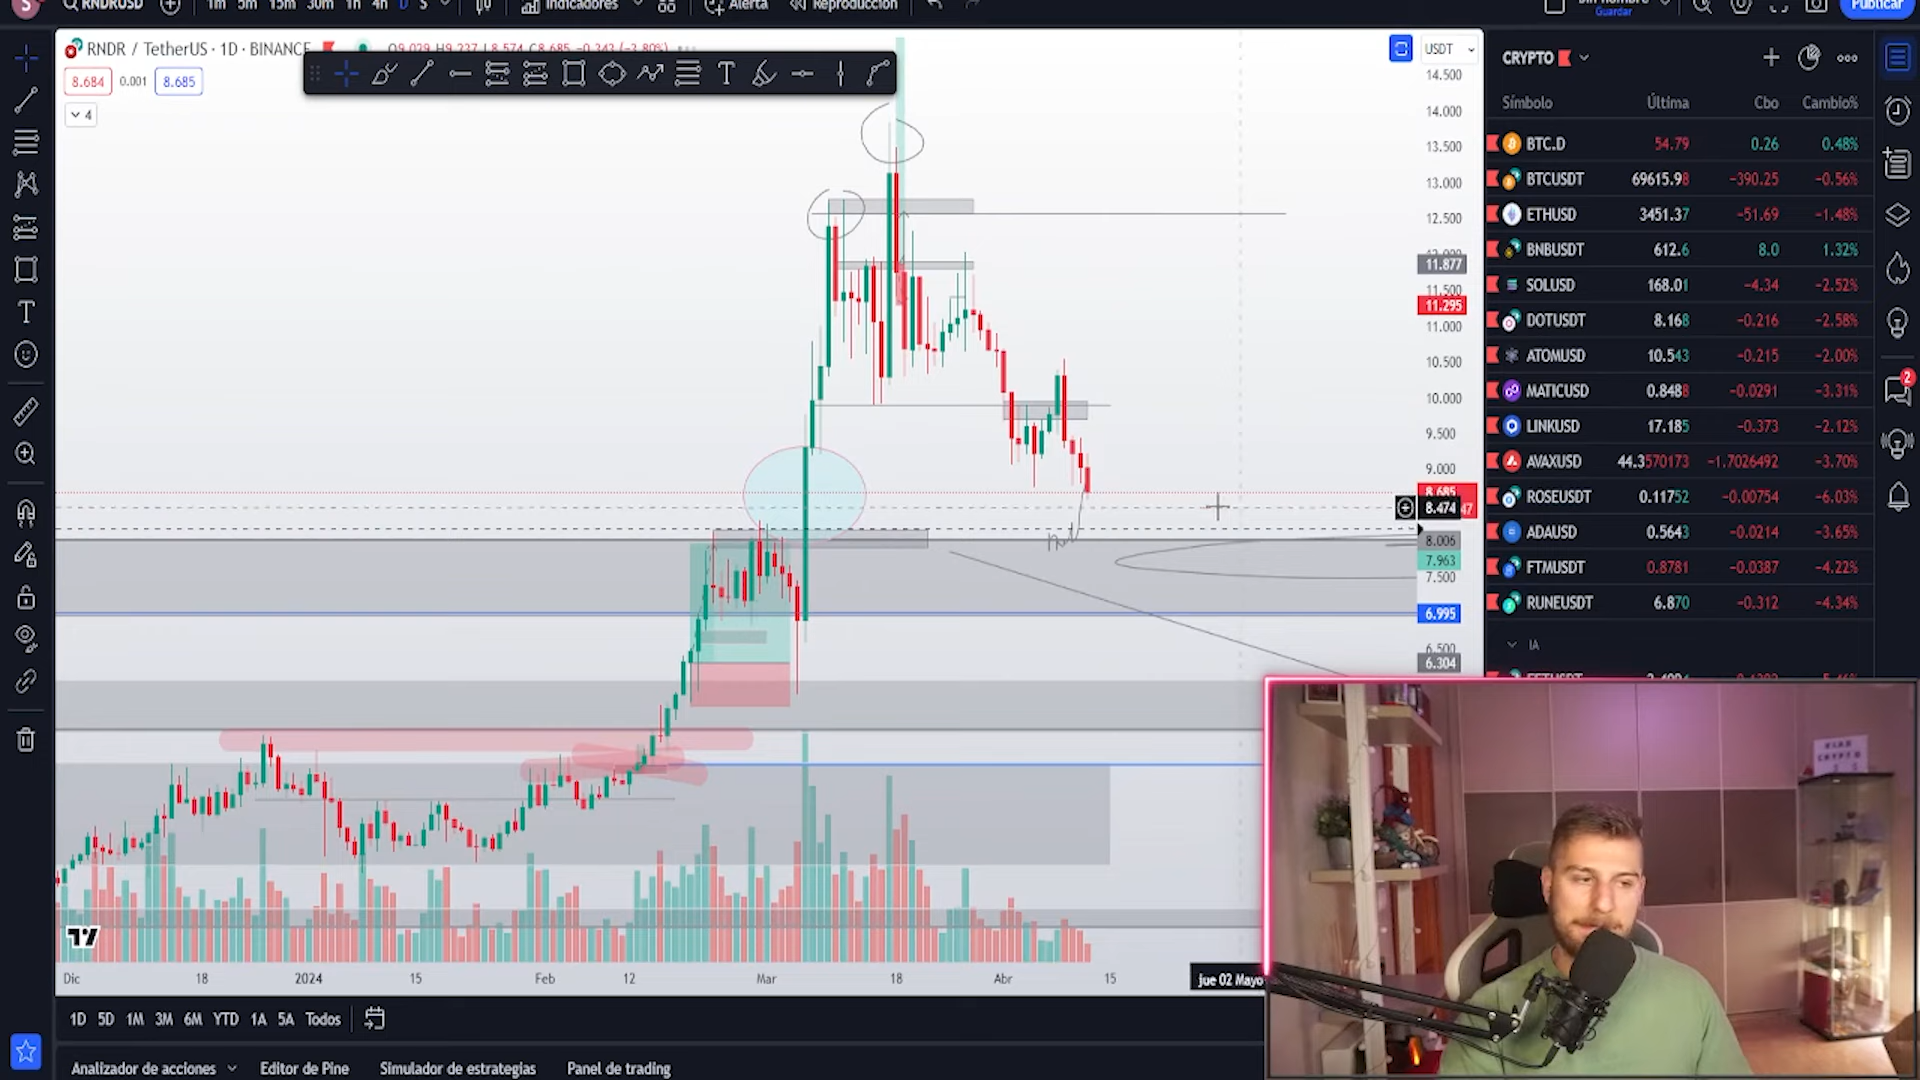 RNDRUSD
1m 5m 15m 30m 1h 4h D S
Indicadores
Alerta
Reproducción
Sin nombre
Guardar
Publicar
RNDR / TetherUS · 1D · BINANCE
O9.029 H9.237 L8.574 C8.685 -0.343 (-3.80%)
8.684 0.001 8.685
4
USDT
14.500
14.000
13.500
13.000
12.500
12.000
11.877
11.500
11.295
11.000
10.500
10.000
9.500
9.000
8.685
8.474
47
8.006
7.963
7.500
6.995
6.500
6.304
Dic 18 2024 15 Feb 12 Mar 18 Abr 15
jue 02 Mayo
1D 5D 1M 3M 6M YTD 1A 5A Todos
Analizador de acciones
Editor de Pine
Simulador de estrategias
Panel de trading
CRYPTO
Símbolo Última Cbo Cambio%
BTC.D 54.79 0.26 0.48%
BTCUSDT 69615.98 -390.25 -0.56%
ETHUSD 3451.37 -51.69 -1.48%
BNBUSDT 612.6 8.0 1.32%
SOLUSD 168.01 -4.34 -2.52%
DOTUSDT 8.168 -0.216 -2.58%
ATOMUSD 10.543 -0.215 -2.00%
MATICUSD 0.8488 -0.0291 -3.31%
LINKUSD 17.185 -0.373 -2.12%
AVAXUSD 44.3570173 -1.7026492 -3.70%
ROSEUSDT 0.11752 -0.00754 -6.03%
ADAUSD 0.5643 -0.0214 -3.65%
FTMUSDT 0.8781 -0.0387 -4.22%
RUNEUSDT 6.870 -0.312 -4.34%
IA
2